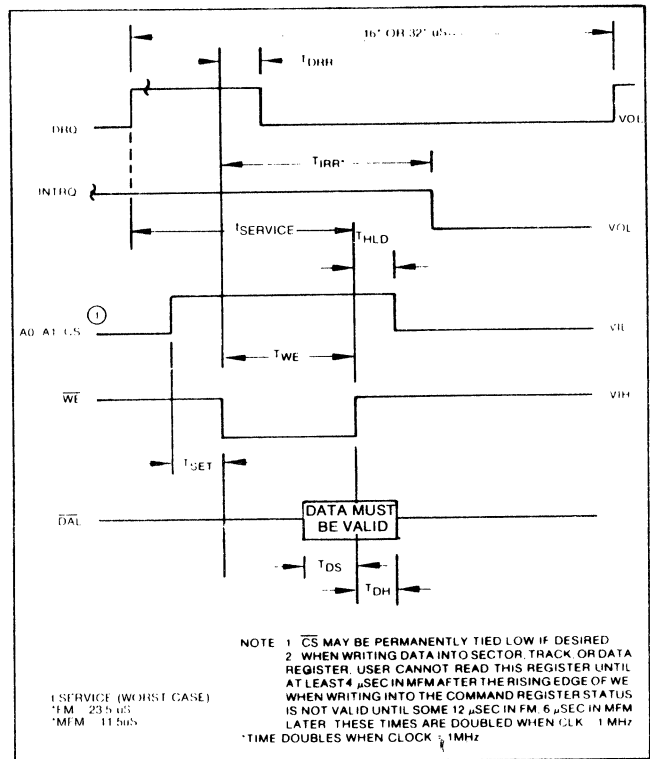 16* OR 32* uS
TDRR
DRQ
VOL
TIRR*
INTRQ
tSERVICE
VOL
THLD
1
A0 A1 CS
VIL
TWE
WE
VIH
TSET
DAL
DATA MUST
BE VALID
TDS
TDH
NOTE 1 CS MAY BE PERMANENTLY TIED LOW IF DESIRED
2 WHEN WRITING DATA INTO SECTOR, TRACK, OR DATA
REGISTER, USER CANNOT READ THIS REGISTER UNTIL
AT LEAST 4 µSEC IN MFM AFTER THE RISING EDGE OF WE
WHEN WRITING INTO THE COMMAND REGISTER STATUS
IS NOT VALID UNTIL SOME 12 µSEC IN FM, 6 µSEC IN MFM
LATER THESE TIMES ARE DOUBLED WHEN CLK 1 MHz
*TIME DOUBLES WHEN CLOCK = 1MHz
t SERVICE (WORST CASE)
*FM 23.5 uS
*MFM 11.5uS